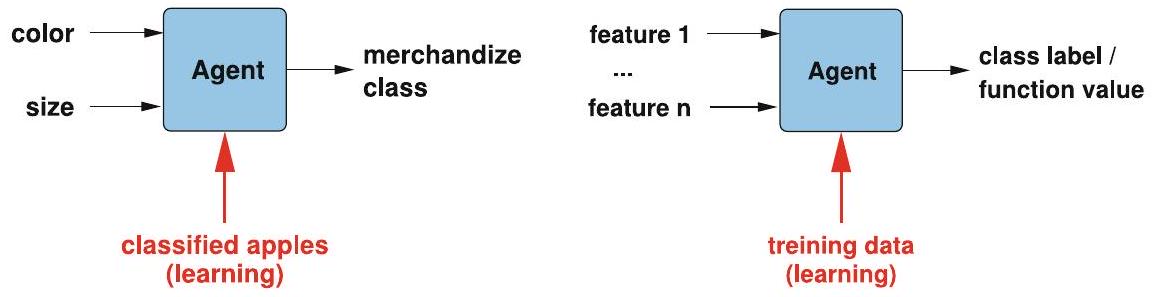 color
size
Agent
merchandize
class
classified apples
(learning)
feature 1
...
feature n
Agent
class label /
function value
treining data
(learning)